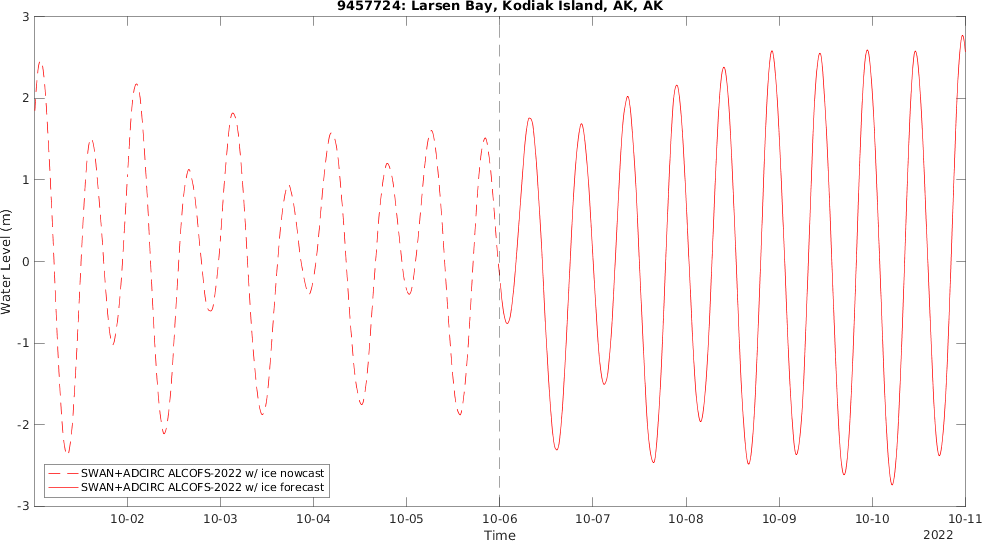 9457724: Larsen Bay, Kodiak Island, AK, AK
3
2
1
0
-1
-2
-3
Water Level (m)
SWAN+ADCIRC ALCOFS-2022 w/ ice nowcast
SWAN+ADCIRC ALCOFS-2022 w/ ice forecast
10-02 10-03 10-04 10-05 10-06 10-07 10-08 10-09 10-10 10-11
Time
2022